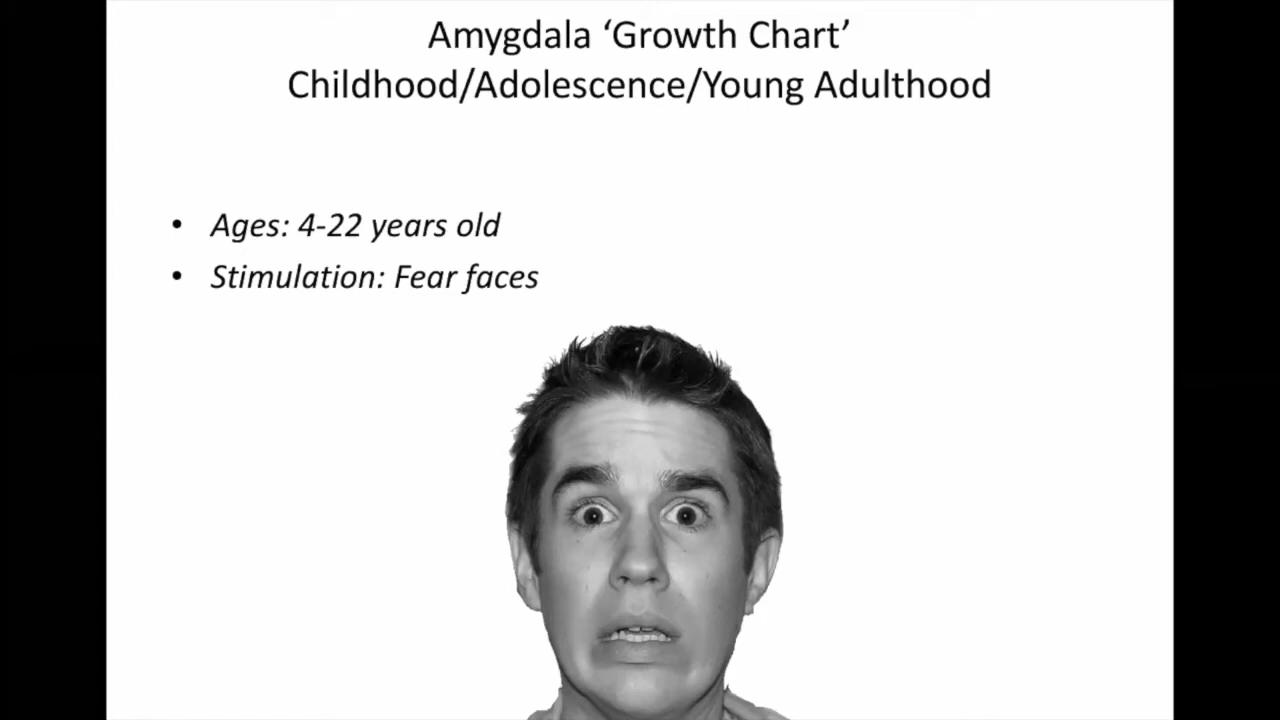 Amygdala ‘Growth Chart’
Childhood/Adolescence/Young Adulthood
• Ages: 4-22 years old
• Stimulation: Fear faces